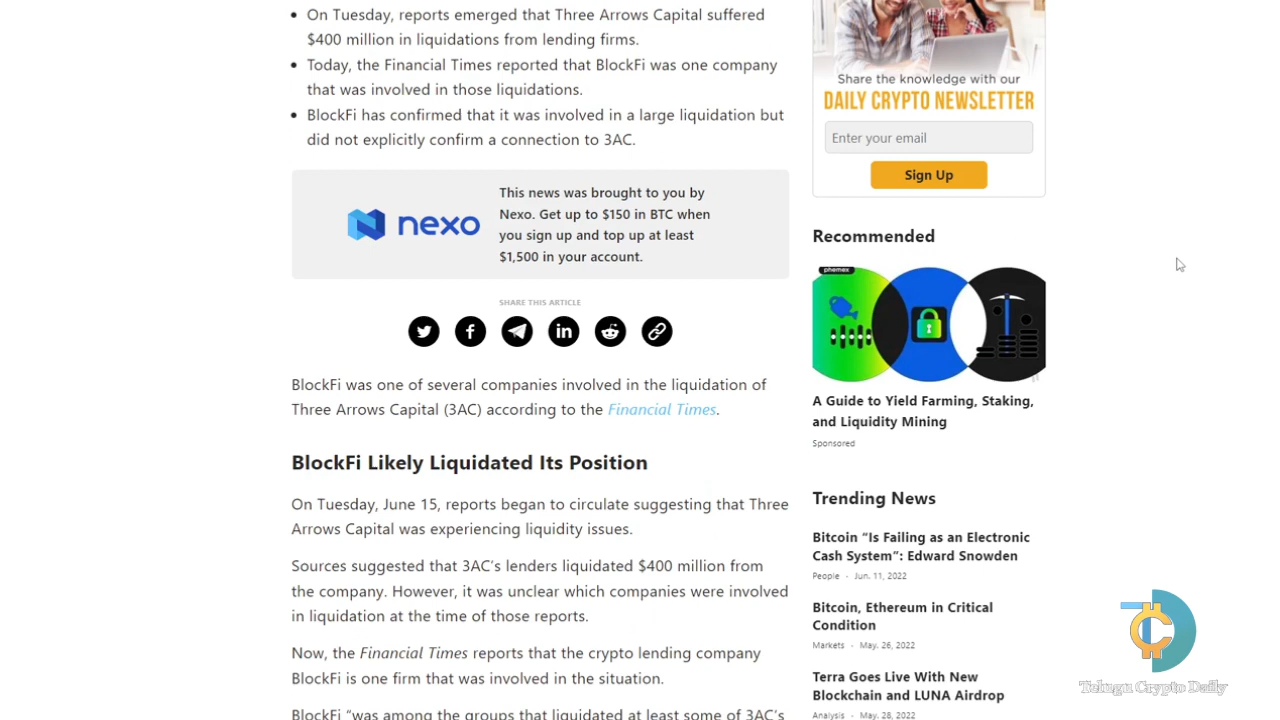 On Tuesday, reports emerged that Three Arrows Capital suffered
$400 million in liquidations from lending firms.
Today, the Financial Times reported that BlockFi was one company
that was involved in those liquidations.
BlockFi has confirmed that it was involved in a large liquidation but
did not explicitly confirm a connection to 3AC.
nexo
This news was brought to you by
Nexo. Get up to $150 in BTC when
you sign up and top up at least
$1,500 in your account.
SHARE THIS ARTICLE
BlockFi was one of several companies involved in the liquidation of
Three Arrows Capital (3AC) according to the Financial Times.
BlockFi Likely Liquidated Its Position
On Tuesday, June 15, reports began to circulate suggesting that Three
Arrows Capital was experiencing liquidity issues.
Sources suggested that 3AC's lenders liquidated $400 million from
the company. However, it was unclear which companies were involved
in liquidation at the time of those reports.
Now, the Financial Times reports that the crypto lending company
BlockFi is one firm that was involved in the situation.
BlockFi “was among the groups that liquidated at least some of 3AC's
Share the knowledge with our
DAILY CRYPTO NEWSLETTER
Enter your email
Sign Up
Recommended
phemex
A Guide to Yield Farming, Staking,
and Liquidity Mining
Sponsored
Trending News
Bitcoin “Is Failing as an Electronic
Cash System”: Edward Snowden
People - Jun. 11, 2022
Bitcoin, Ethereum in Critical
Condition
Markets - May. 26, 2022
Terra Goes Live With New
Blockchain and LUNA Airdrop
Analysis - May. 28, 2022
Telugu Crypto Daily